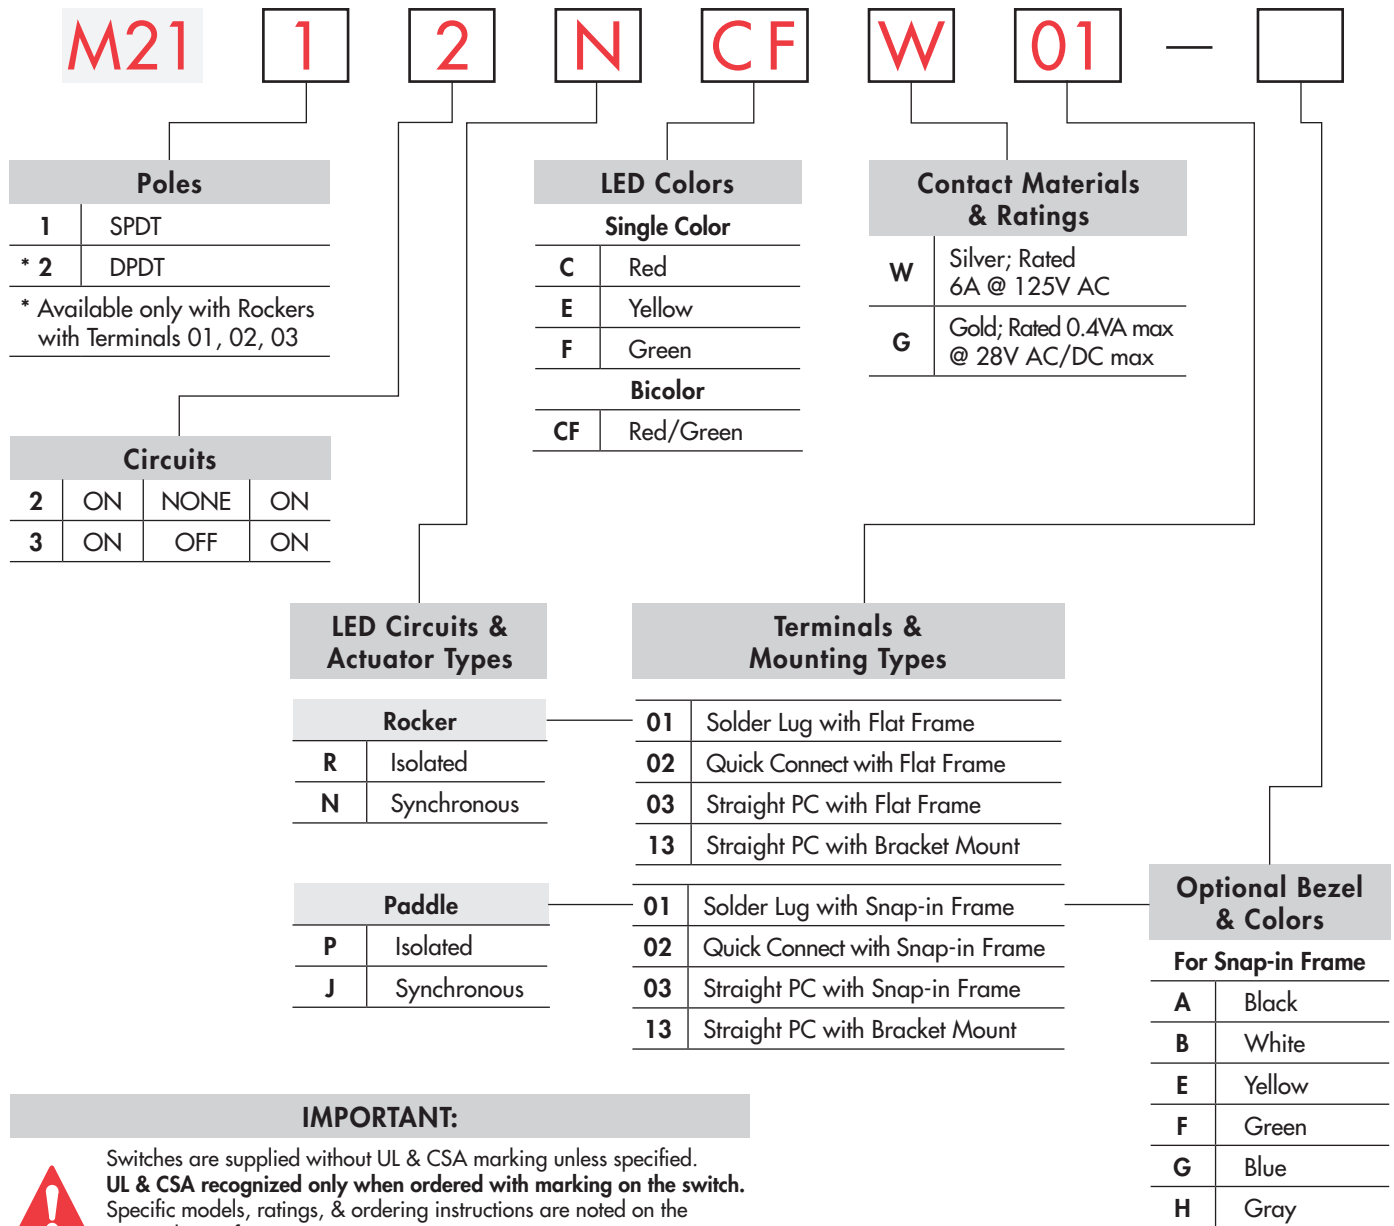 M21 1 2 N CF W 01 —
Poles
1 SPDT
* 2 DPDT
* Available only with Rockers
with Terminals 01, 02, 03
Circuits
2 ON NONE ON
3 ON OFF ON
LED Colors
Single Color
C Red
E Yellow
F Green
Bicolor
CF Red/Green
Contact Materials
& Ratings
W Silver; Rated
6A @ 125V AC
G Gold; Rated 0.4VA max
@ 28V AC/DC max
LED Circuits &
Actuator Types
Rocker
R Isolated
N Synchronous
Paddle
P Isolated
J Synchronous
Terminals &
Mounting Types
01 Solder Lug with Flat Frame
02 Quick Connect with Flat Frame
03 Straight PC with Flat Frame
13 Straight PC with Bracket Mount
01 Solder Lug with Snap-in Frame
02 Quick Connect with Snap-in Frame
03 Straight PC with Snap-in Frame
13 Straight PC with Bracket Mount
Optional Bezel
& Colors
For Snap-in Frame
A Black
B White
E Yellow
F Green
G Blue
H Gray
IMPORTANT:
Switches are supplied without UL & CSA marking unless specified.
UL & CSA recognized only when ordered with marking on the switch.
Specific models, ratings, & ordering instructions are noted on the